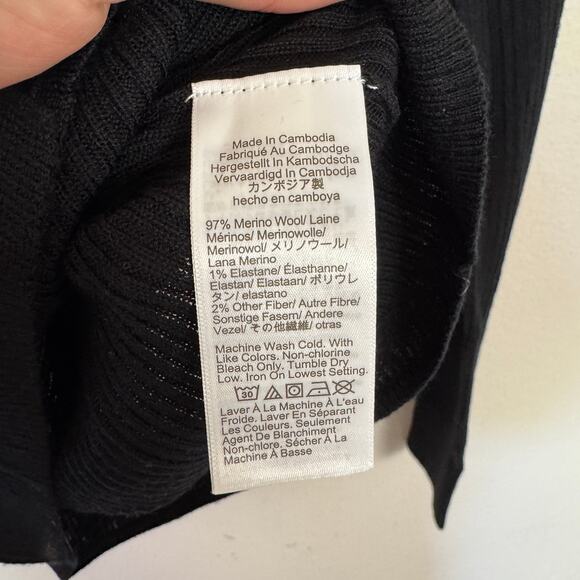 Made In Cambodia
Fabriqué Au Cambodge
Hergestellt In Kambodscha
Vervaardigd In Cambodja
カンボジア製
hecho en camboya
97% Merino Wool/ Laine
Mérinos/ Merinowolle/
Merinowol/ メリノウール/
Lana Merino
1% Elastane/ Élasthanne/
Elastan/ Elastaan/ ポリウレ
タン/ elastano
2% Other Fiber/ Autre Fibre/
Sonstige Fasern/ Andere
Vezel/ その他繊維/ otras
Machine Wash Cold. With
Like Colors. Non-chlorine
Bleach Only. Tumble Dry
Low. Iron On Lowest Setting.
30
Laver À La Machine À L'eau
Froide. Laver En Séparant
Les Couleurs. Seulement
Agent De Blanchiment
Non-chlore. Sécher À La
Machine À Basse